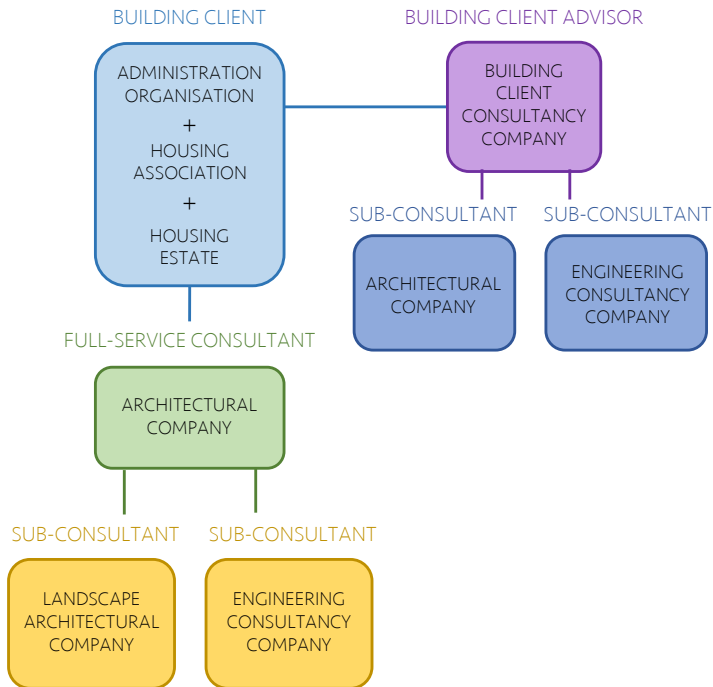 BUILDING CLIENT
ADMINISTRATION
ORGANISATION
+
HOUSING
ASSOCIATION
+
HOUSING
ESTATE
BUILDING CLIENT ADVISOR
BUILDING
CLIENT
CONSULTANCY
COMPANY
SUB-CONSULTANT
ARCHITECTURAL
COMPANY
SUB-CONSULTANT
ENGINEERING
CONSULTANCY
COMPANY
FULL-SERVICE CONSULTANT
ARCHITECTURAL
COMPANY
SUB-CONSULTANT
LANDSCAPE
ARCHITECTURAL
COMPANY
SUB-CONSULTANT
ENGINEERING
CONSULTANCY
COMPANY